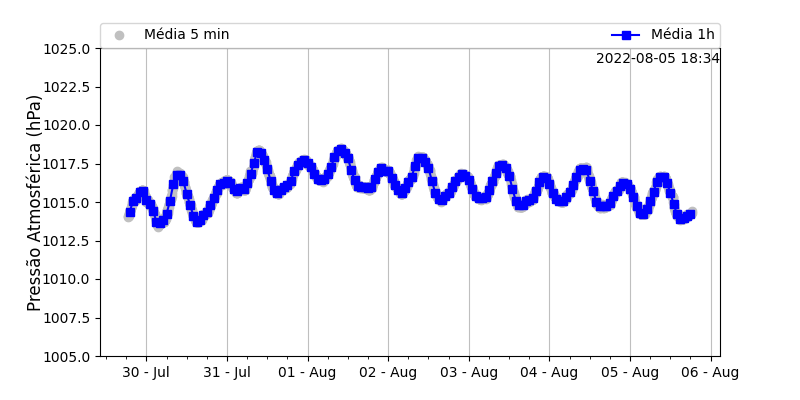 Média 5 min
Média 1h
2022-08-05 18:34
Pressão Atmosférica (hPa)
1025.0
1022.5
1020.0
1017.5
1015.0
1012.5
1010.0
1007.5
1005.0
30 - Jul
31 - Jul
01 - Aug
02 - Aug
03 - Aug
04 - Aug
05 - Aug
06 - Aug